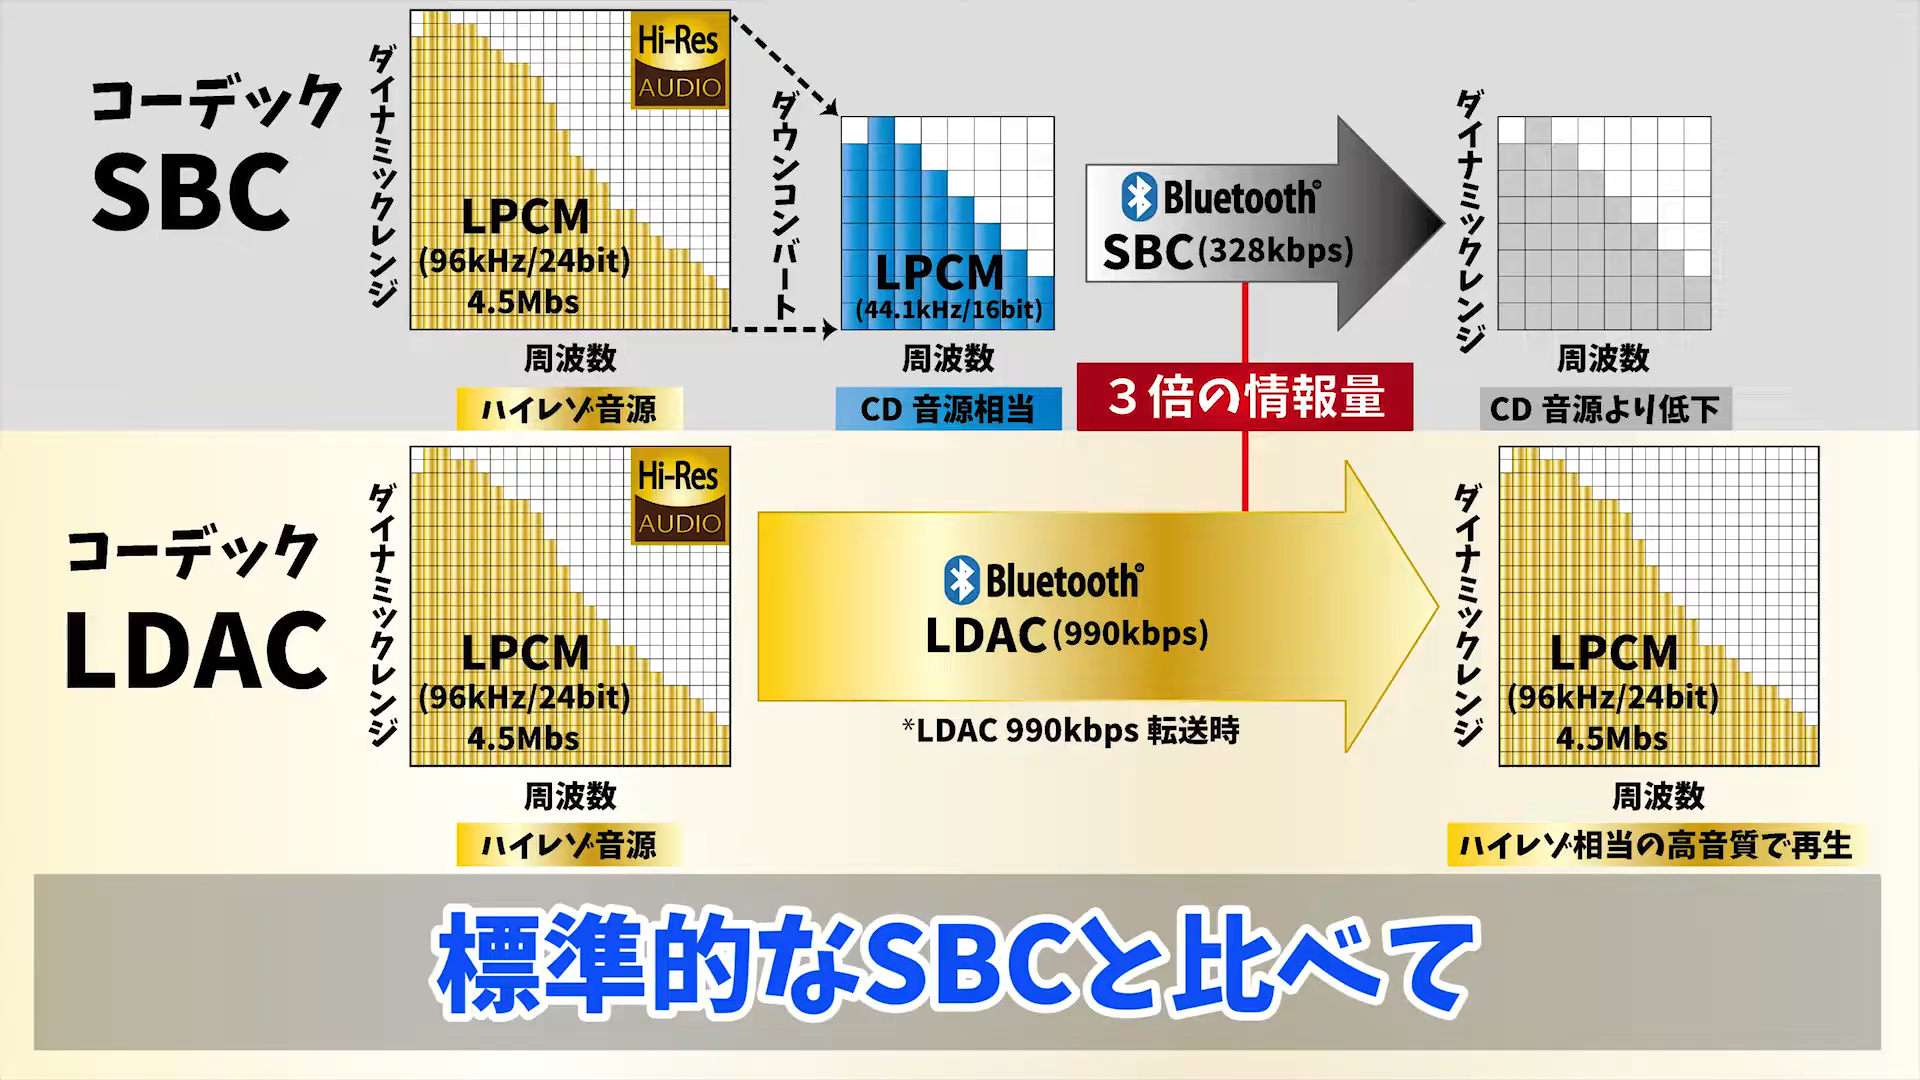 コーデック
SBC
ダイナミックレンジ
Hi-Res
AUDIO
LPCM
(96kHz/24bit)
4.5Mbs
周波数
ハイレゾ音源
ダウンコンバート
LPCM
(44.1kHz/16bit)
周波数
CD 音源相当
Bluetooth®
SBC(328kbps)
3倍の情報量
ダイナミックレンジ
周波数
CD 音源より低下
コーデック
LDAC
ダイナミックレンジ
Hi-Res
AUDIO
LPCM
(96kHz/24bit)
4.5Mbs
周波数
ハイレゾ音源
Bluetooth®
LDAC(990kbps)
*LDAC 990kbps 転送時
ダイナミックレンジ
LPCM
(96kHz/24bit)
4.5Mbs
周波数
ハイレゾ相当の高音質で再生
標準的なSBCと比べて